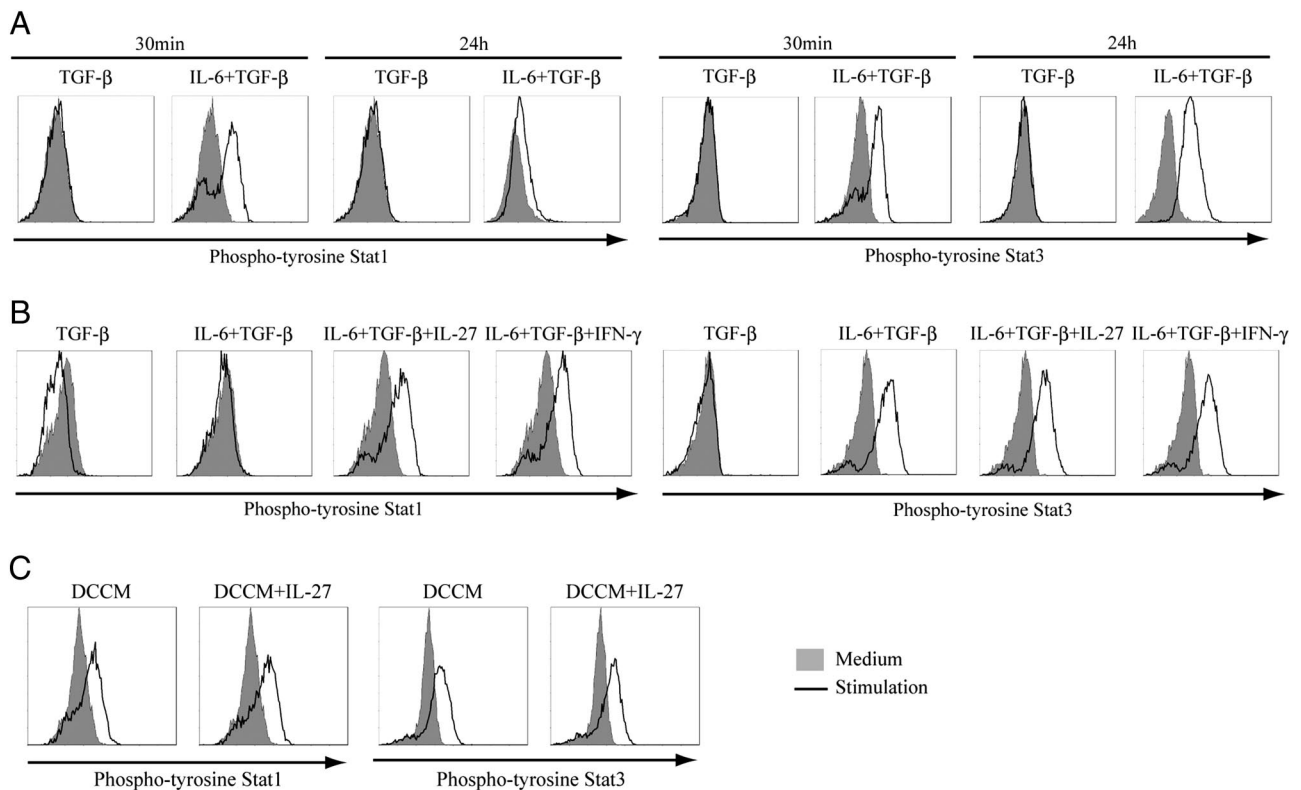 A
30min 24h 30min 24h
TGF-β IL-6+TGF-β TGF-β IL-6+TGF-β TGF-β IL-6+TGF-β TGF-β IL-6+TGF-β
Phospho-tyrosine Stat1 Phospho-tyrosine Stat3
B
TGF-β IL-6+TGF-β IL-6+TGF-β+IL-27 IL-6+TGF-β+IFN-γ TGF-β IL-6+TGF-β IL-6+TGF-β+IL-27 IL-6+TGF-β+IFN-γ
Phospho-tyrosine Stat1 Phospho-tyrosine Stat3
C
DCCM DCCM+IL-27 DCCM DCCM+IL-27
Medium
Stimulation
Phospho-tyrosine Stat1 Phospho-tyrosine Stat3